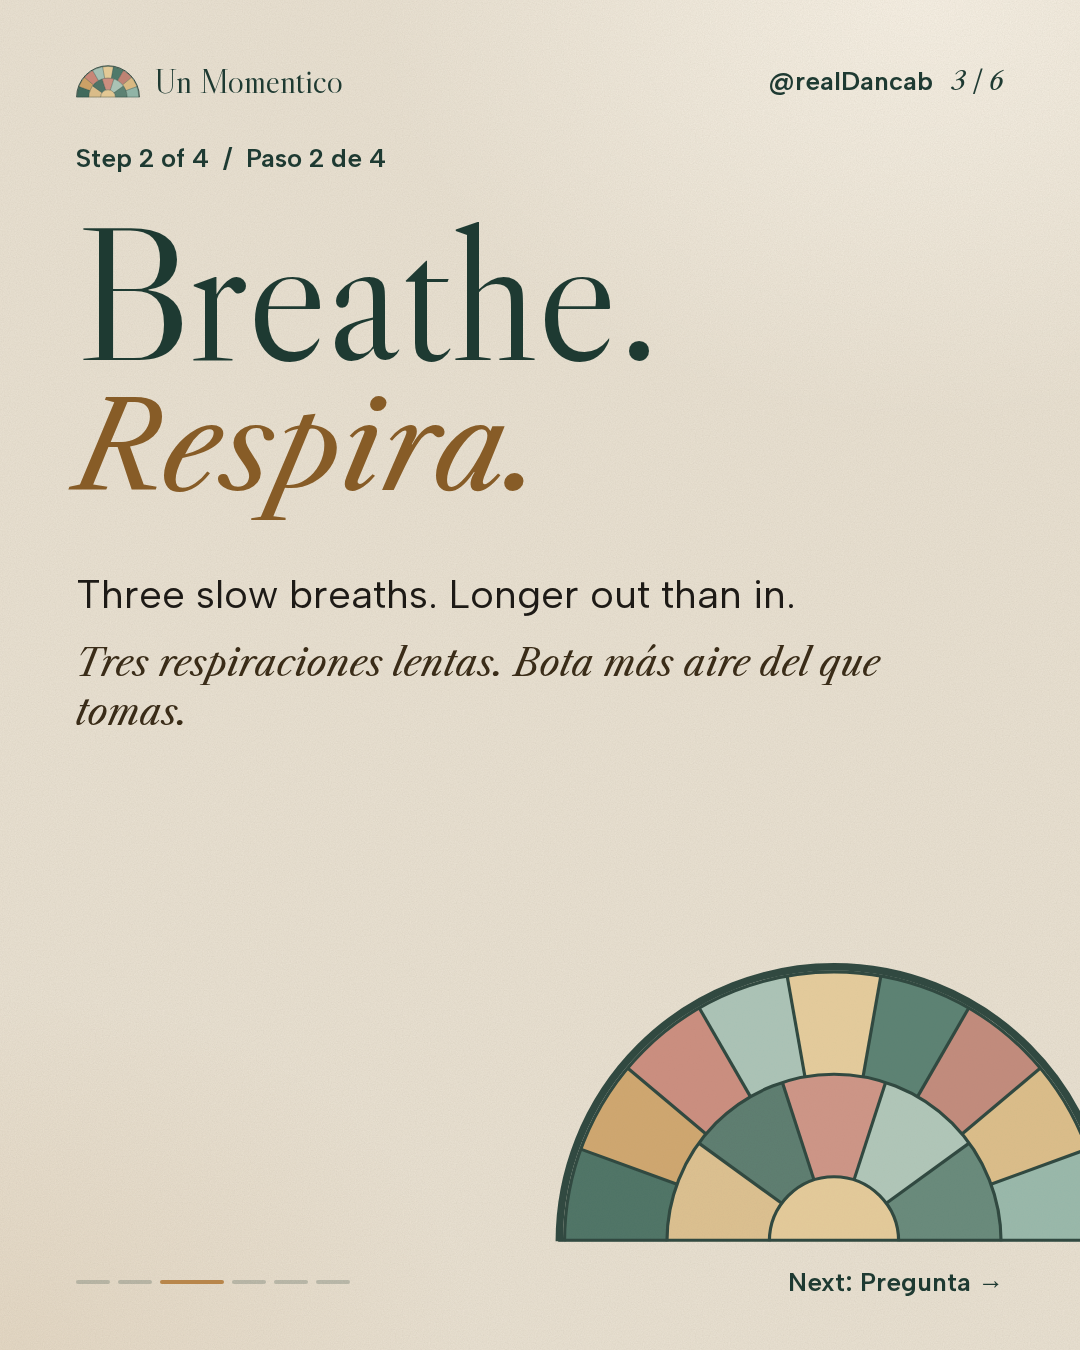 Un Momentico
@realDancab 3 / 6
Step 2 of 4 / Paso 2 de 4
Breathe.
Respira.
Three slow breaths. Longer out than in.
Tres respiraciones lentas. Bota más aire del que
tomas.
Next: Pregunta →